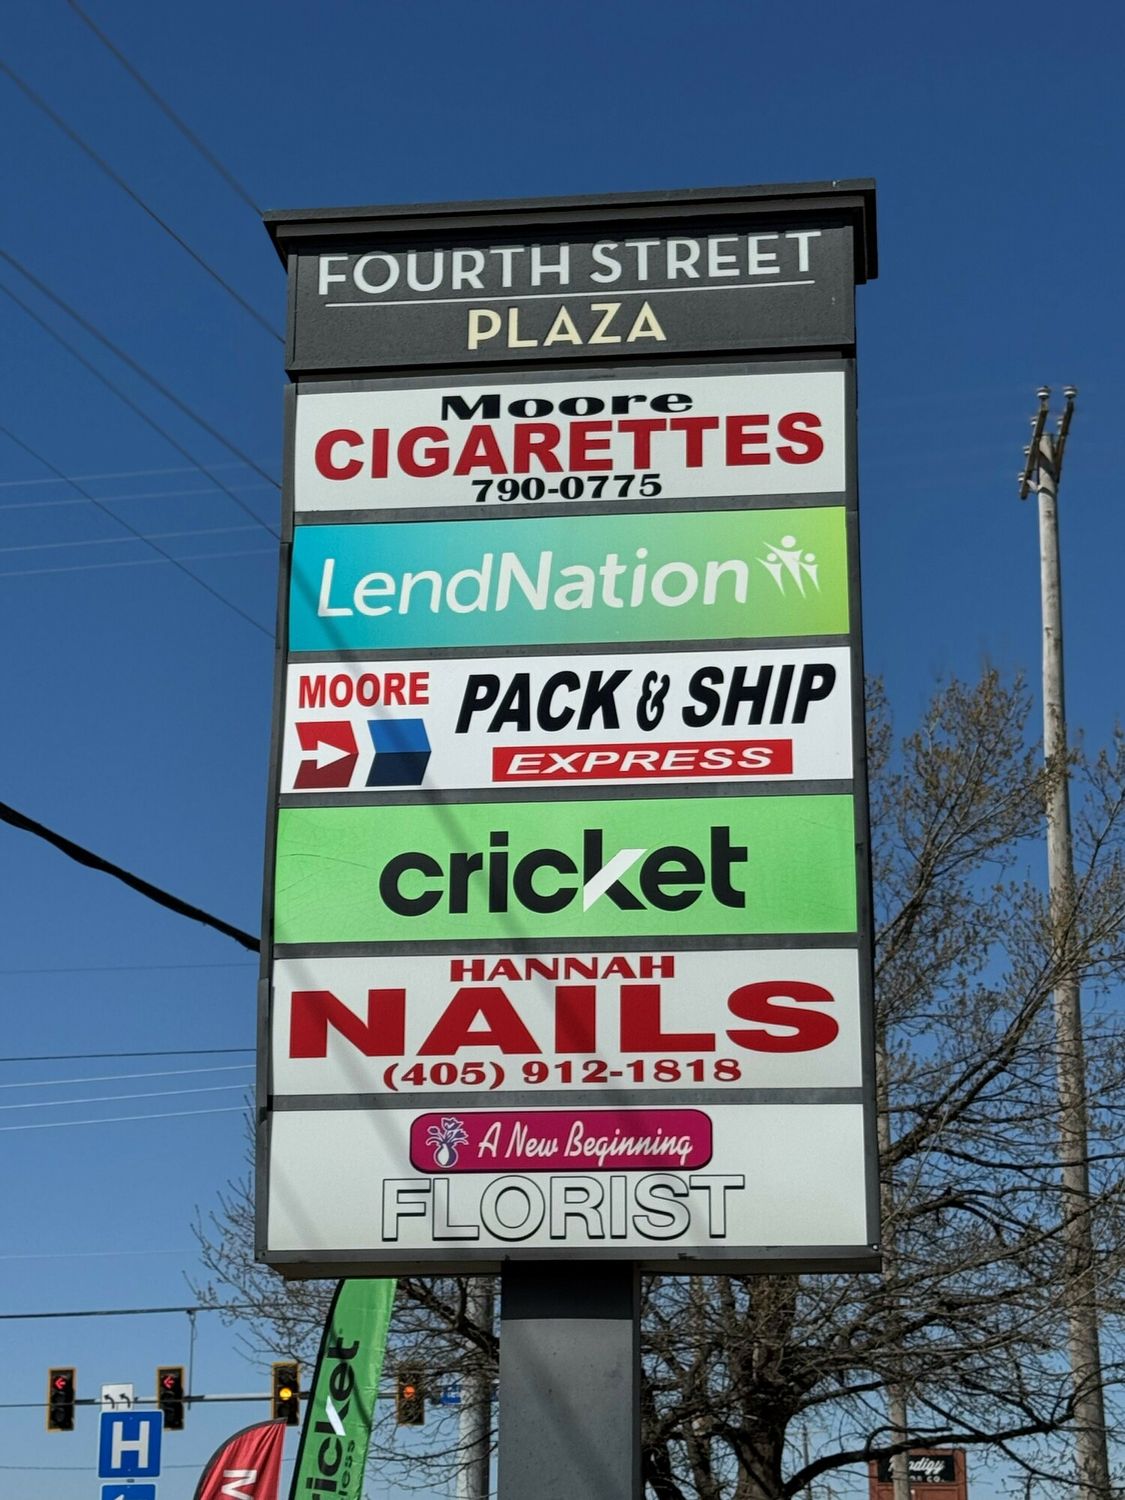 FOURTH STREET
PLAZA
Moore
CIGARETTES
790-0775
LendNation
MOORE
PACK & SHIP
EXPRESS
cricket
HANNAH
NAILS
(405) 912-1818
A New Beginning
FLORIST
cricket
H